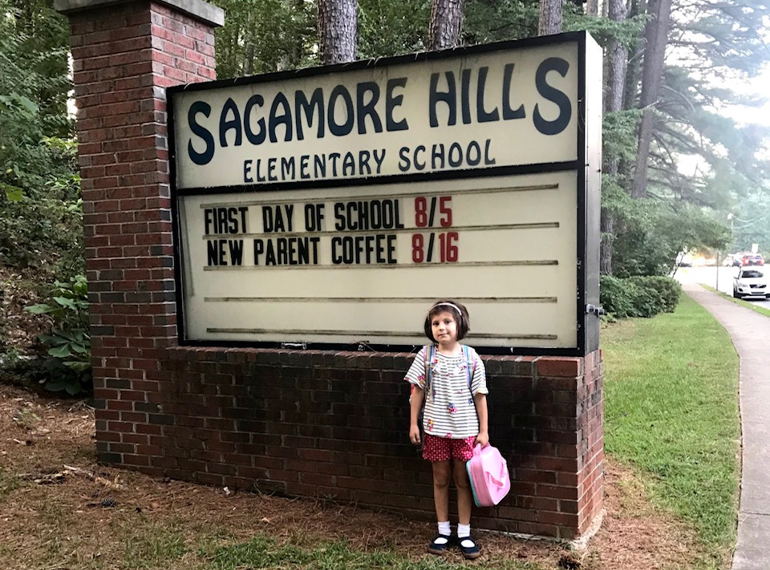 SAGAMORE HILLS
ELEMENTARY SCHOOL
FIRST DAY OF SCHOOL 8/5
NEW PARENT COFFEE 8/16